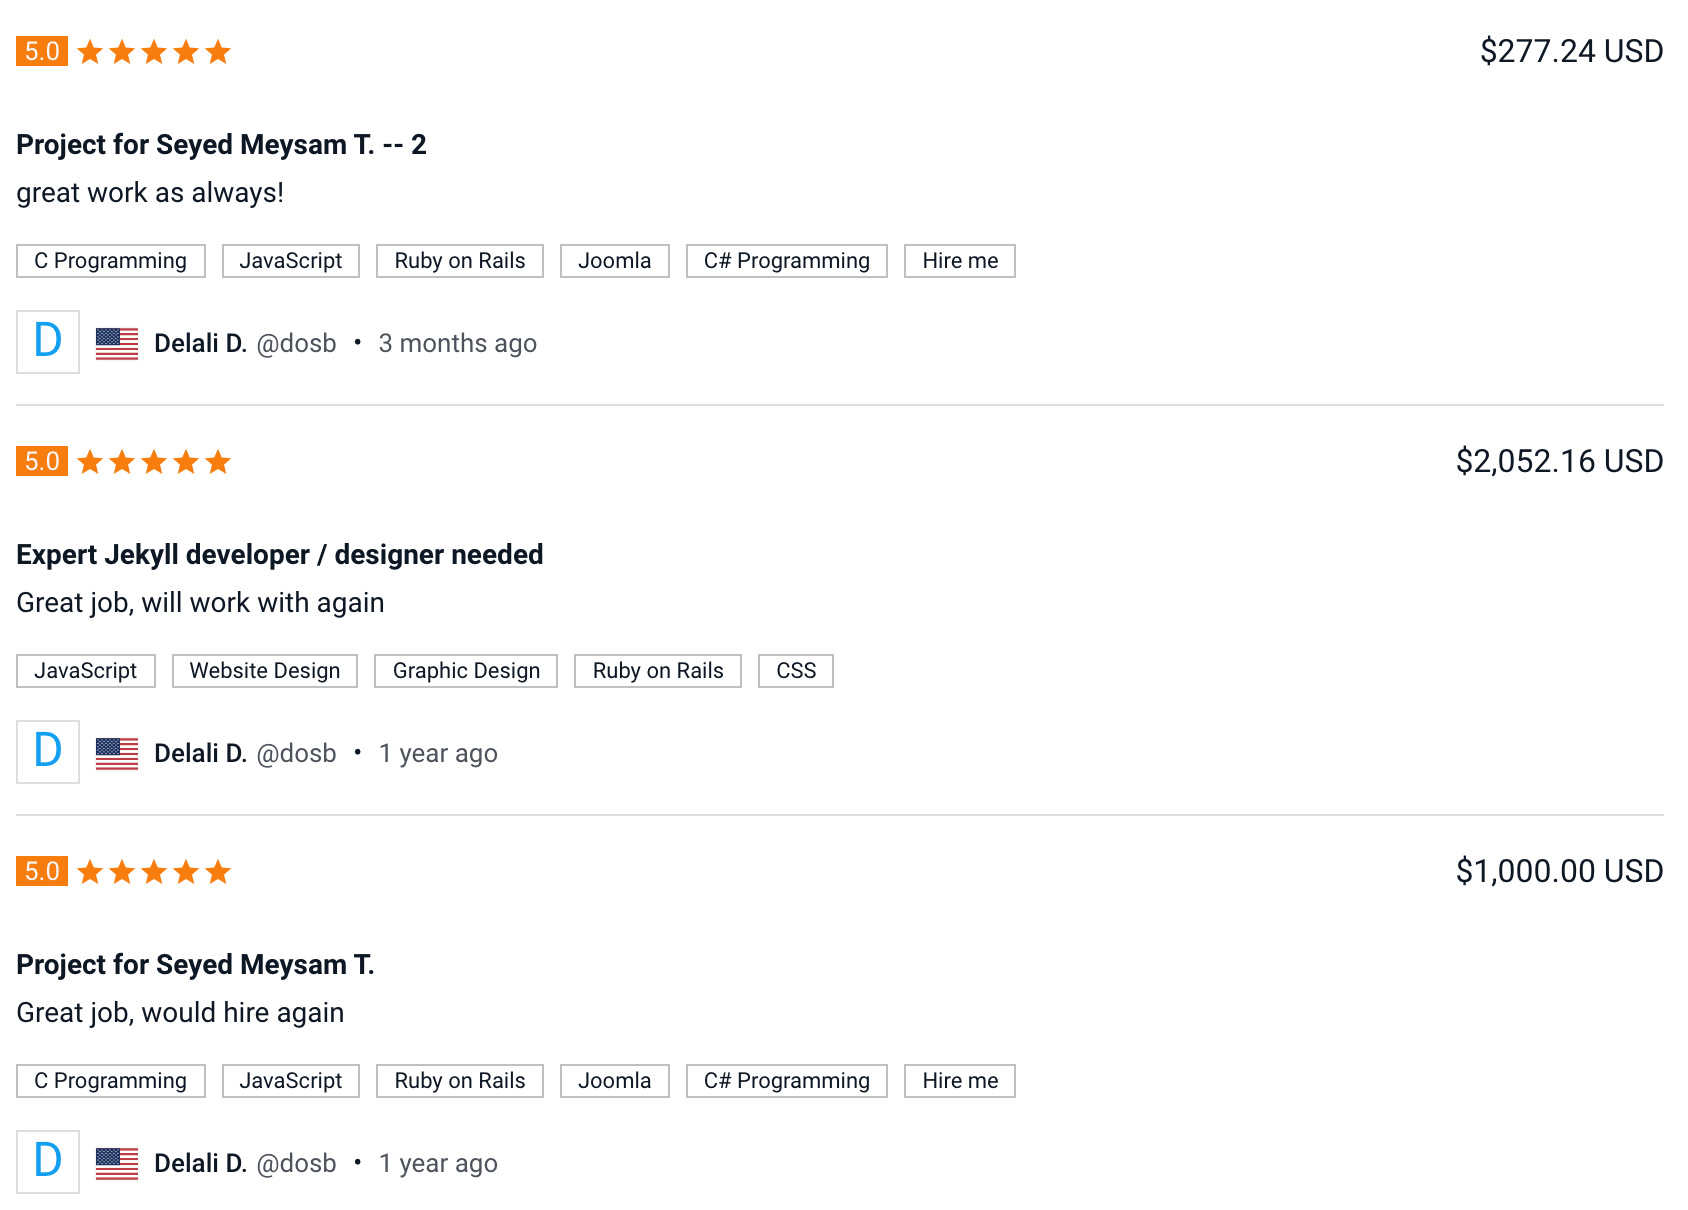 5.0 $277.24 USD
Project for Seyed Meysam T. -- 2
great work as always!
C Programming JavaScript Ruby on Rails Joomla C# Programming Hire me
D Delali D. @dosb • 3 months ago
5.0 $2,052.16 USD
Expert Jekyll developer / designer needed
Great job, will work with again
JavaScript Website Design Graphic Design Ruby on Rails CSS
D Delali D. @dosb • 1 year ago
5.0 $1,000.00 USD
Project for Seyed Meysam T.
Great job, would hire again
C Programming JavaScript Ruby on Rails Joomla C# Programming Hire me
D Delali D. @dosb • 1 year ago